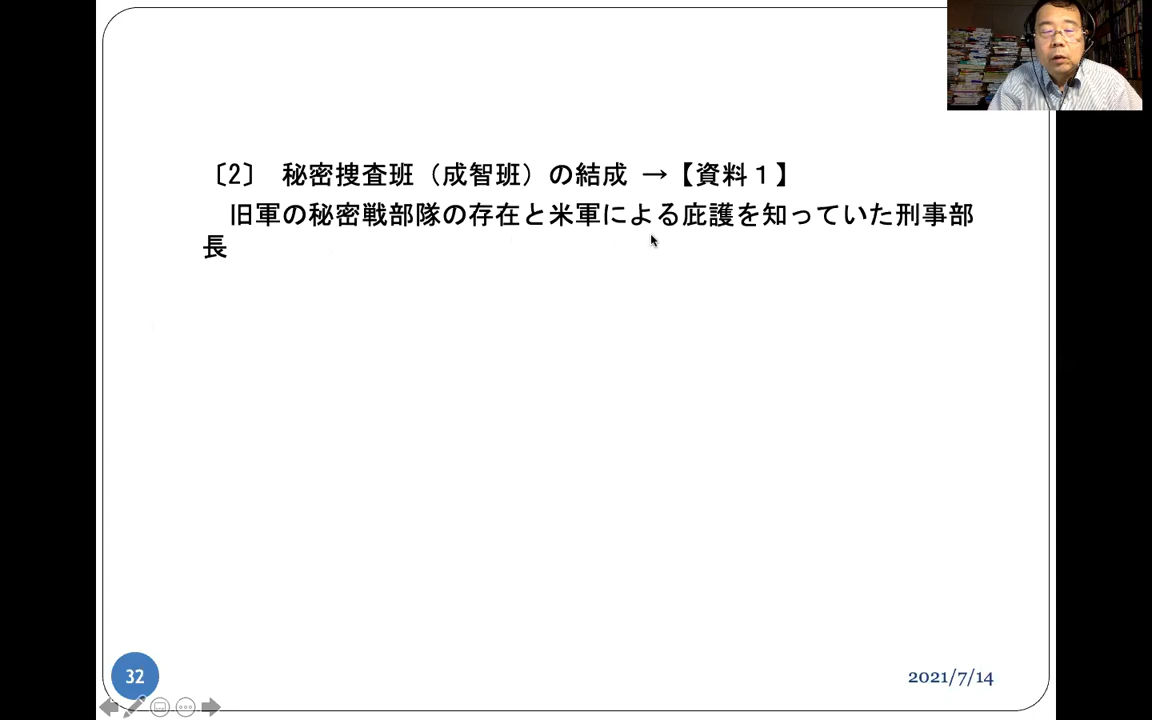 〔2〕 秘密捜査班（成智班）の結成 →【資料１】
旧軍の秘密戦部隊の存在と米軍による庇護を知っていた刑事部
長
32
2021/7/14